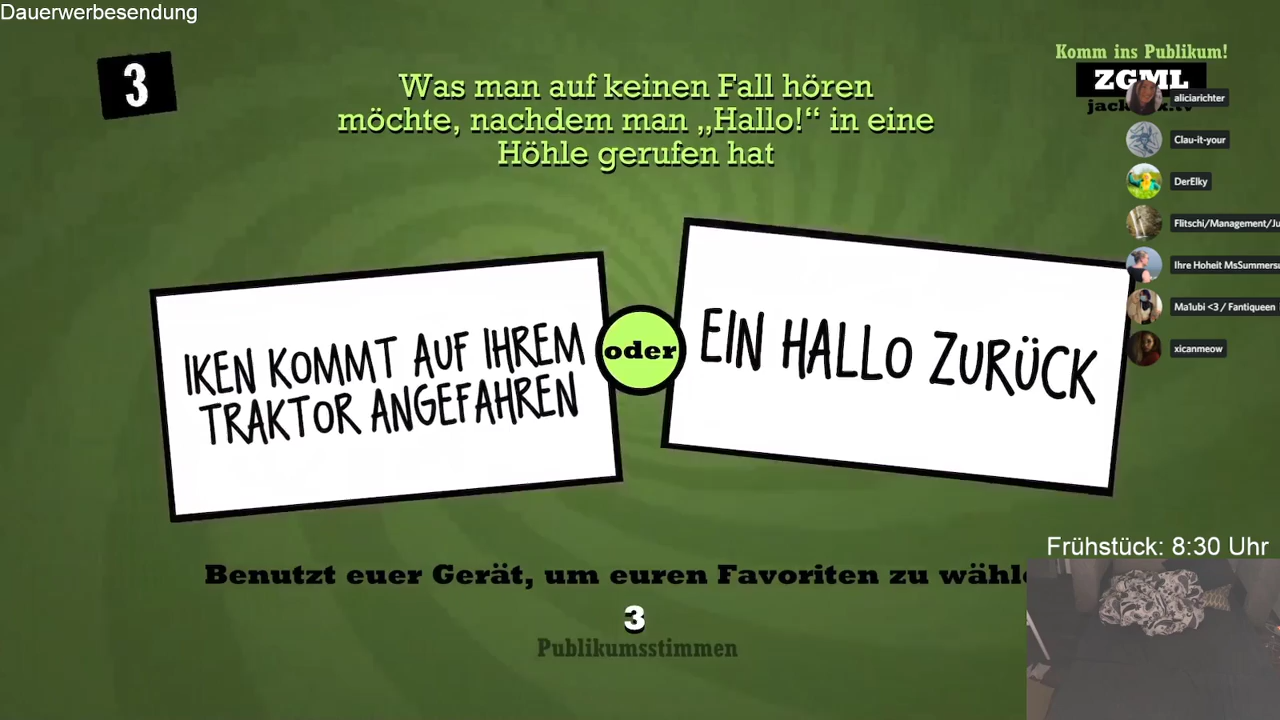 Dauerwerbesendung
3
Komm ins Publikum!
ZGML
Was man auf keinen Fall hören
möchte, nachdem man „Hallo!“ in eine
Höhle gerufen hat
aliciarichter
Clau-it-your
DerElky
Flitschi/Management/Ju
Ihre Hoheit MsSummers
Ma1ubi <3 / Fantiqueen
xicanmeow
IKEN KOMMT AUF IHREM
TRAKTOR ANGEFAHREN
oder
EIN HALLO ZURÜCK
Frühstück: 8:30 Uhr
Benutzt euer Gerät, um euren Favoriten zu wähle
3
Publikumsstimmen